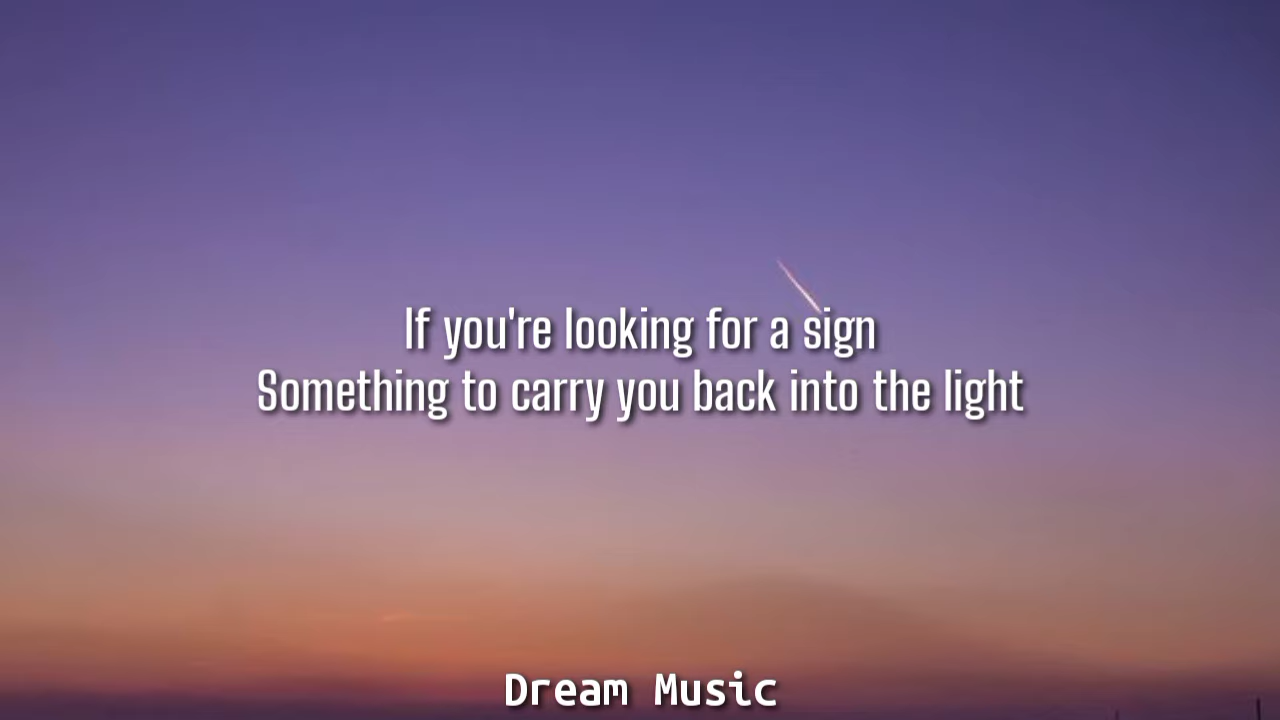 If you're looking for a sign
Something to carry you back into the light
Dream Music